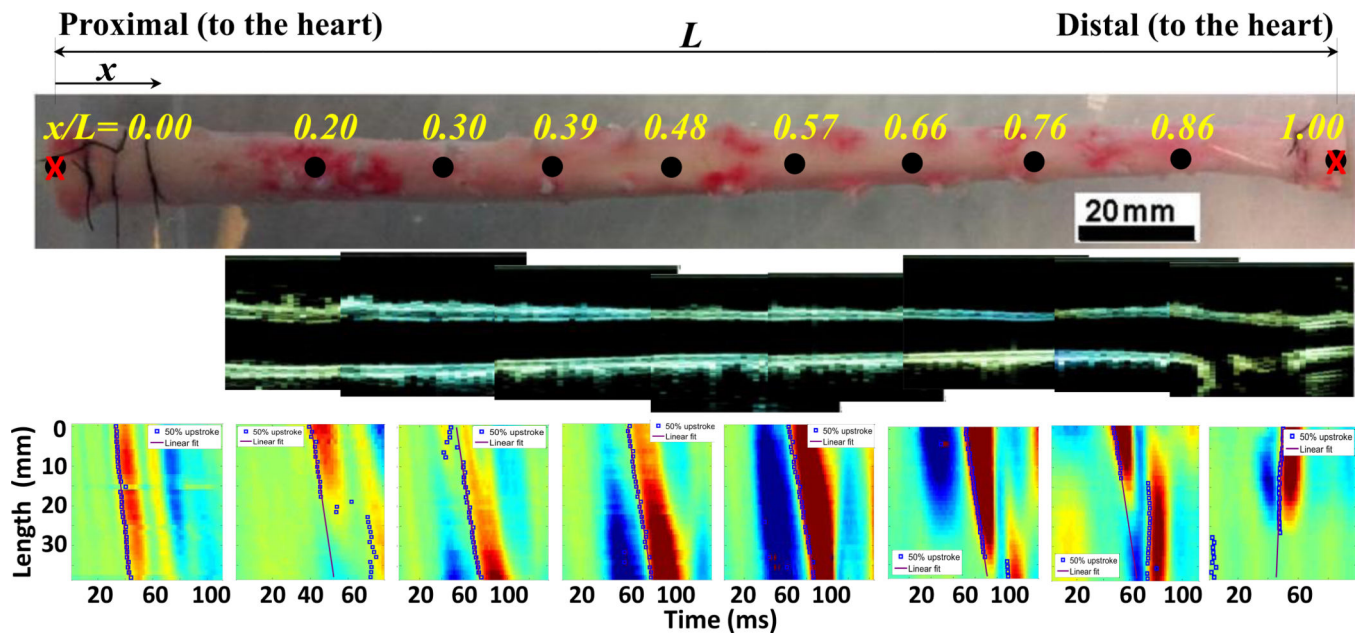 Proximal (to the heart)
Distal (to the heart)
L
x
x/L= 0.00 0.20 0.30 0.39 0.48 0.57 0.66 0.76 0.86 1.00
X X
20mm
Length (mm)
0
10
20
30
50% upstroke
Linear fit
50% upstroke
Linear fit
50% upstroke
Linear fit
50% upstroke
Linear fit
50% upstroke
Linear fit
50% upstroke
Linear fit
50% upstroke
Linear fit
50% upstroke
Linear fit
20 60 100 20 40 60 20 60 100 20 60 100 20 60 100 20 60 100 20 60 100 20 60
Time (ms)